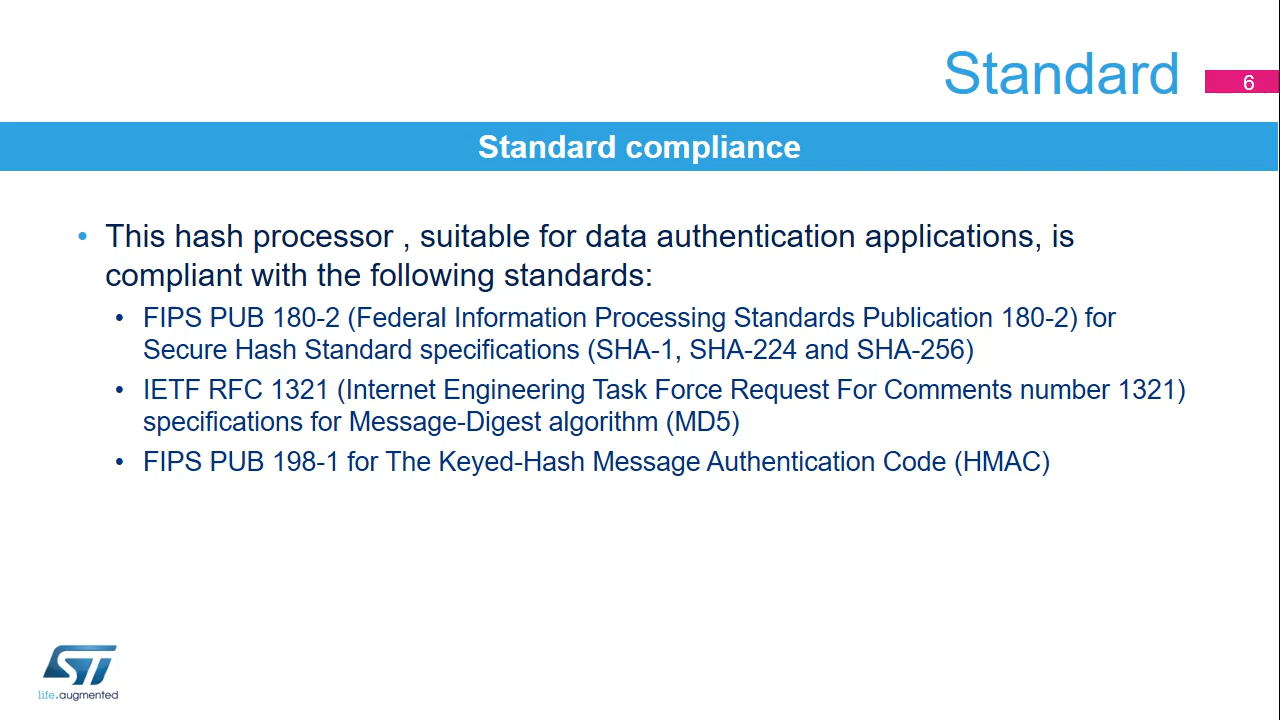 Standard
6
Standard compliance
• This hash processor , suitable for data authentication applications, is
compliant with the following standards:
• FIPS PUB 180-2 (Federal Information Processing Standards Publication 180-2) for
Secure Hash Standard specifications (SHA-1, SHA-224 and SHA-256)
• IETF RFC 1321 (Internet Engineering Task Force Request For Comments number 1321)
specifications for Message-Digest algorithm (MD5)
• FIPS PUB 198-1 for The Keyed-Hash Message Authentication Code (HMAC)
ST
life.augmented